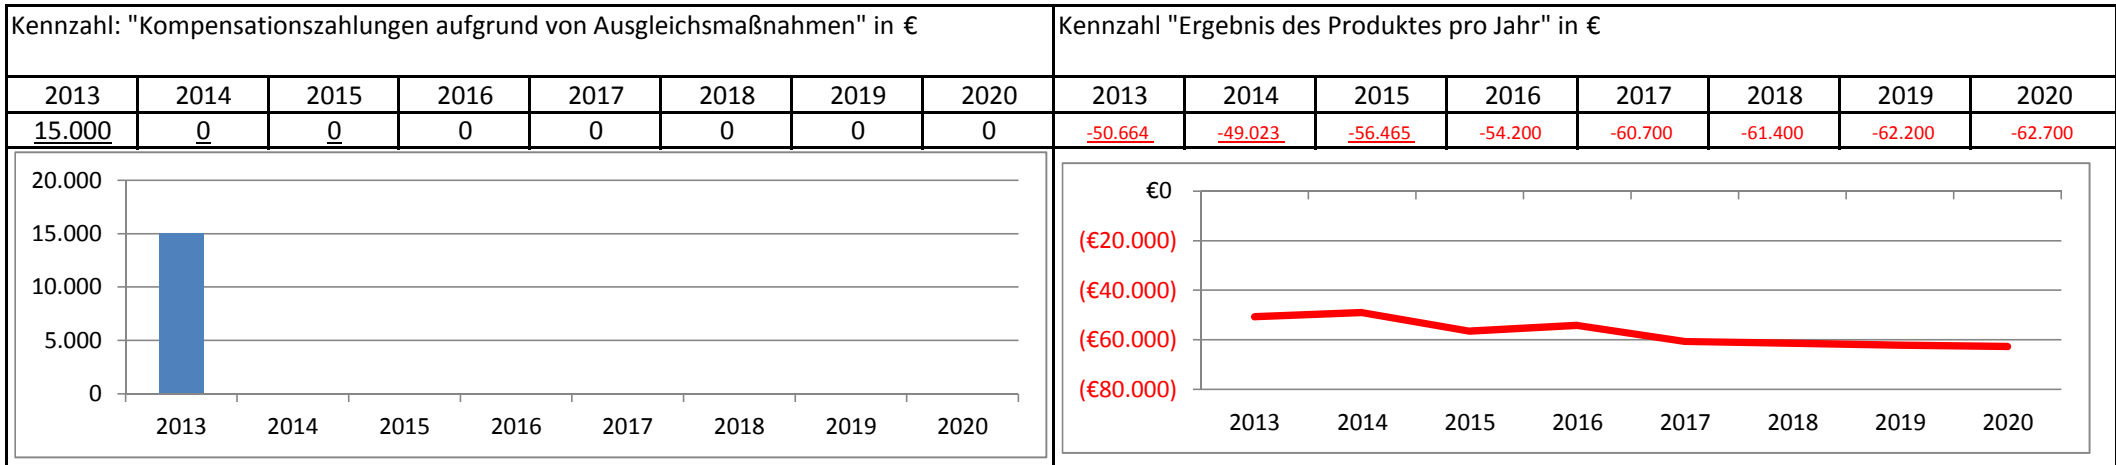 Kennzahl: "Kompensationszahlungen aufgrund von Ausgleichsmaßnahmen" in €
2013 2014 2015 2016 2017 2018 2019 2020
15.000 0 0 0 0 0 0 0
20.000
15.000
10.000
5.000
0
2013 2014 2015 2016 2017 2018 2019 2020
Kennzahl "Ergebnis des Produktes pro Jahr" in €
2013 2014 2015 2016 2017 2018 2019 2020
-50.664 -49.023 -56.465 -54.200 -60.700 -61.400 -62.200 -62.700
€0
(€20.000)
(€40.000)
(€60.000)
(€80.000)
2013 2014 2015 2016 2017 2018 2019 2020